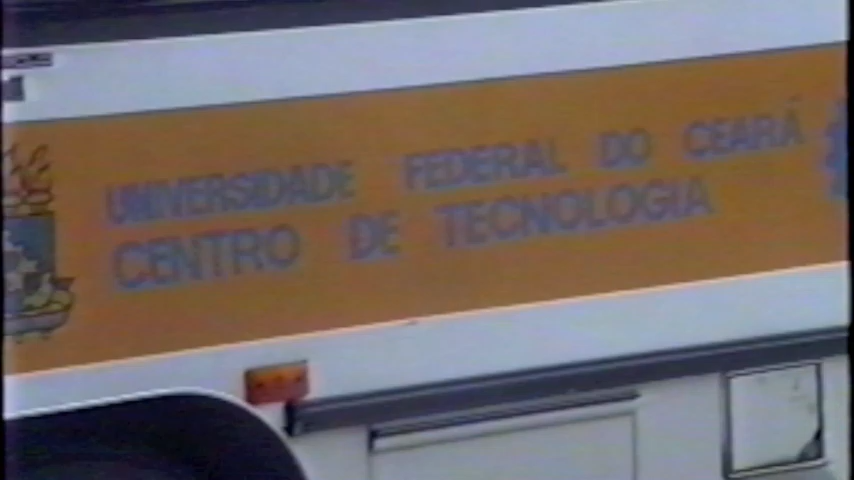 UNIVERSIDADE FEDERAL DO CEARÁ
CENTRO DE TECNOLOGIA